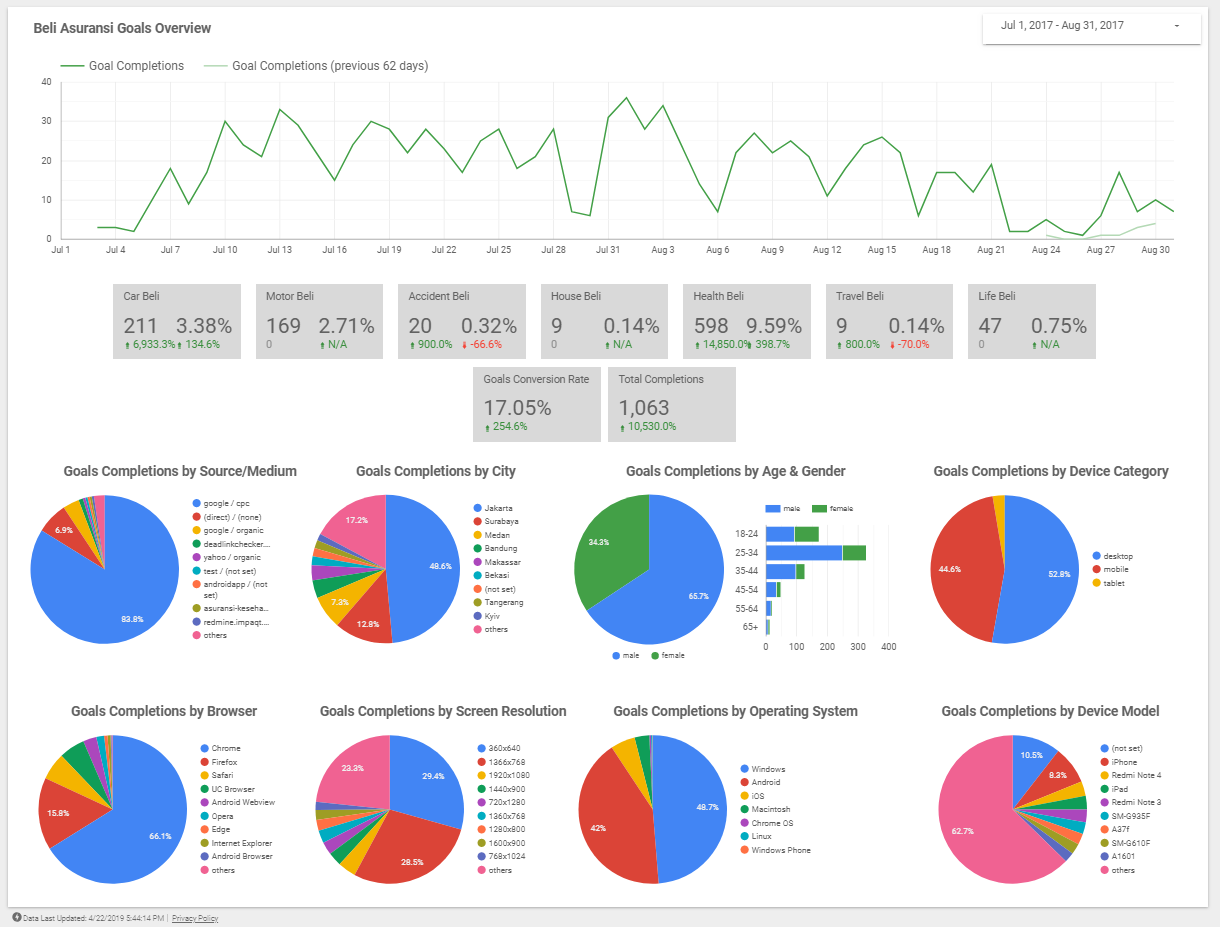 Beli Asuransi Goals Overview
Jul 1, 2017 - Aug 31, 2017
Goal Completions
Goal Completions (previous 62 days)
40
30
20
10
0
Jul 1
Jul 4
Jul 7
Jul 10
Jul 13
Jul 16
Jul 19
Jul 22
Jul 25
Jul 28
Jul 31
Aug 3
Aug 6
Aug 9
Aug 12
Aug 15
Aug 18
Aug 21
Aug 24
Aug 27
Aug 30
Car Beli
211 3.38%
6,933.3% 134.6%
Motor Beli
169 2.71%
0 N/A
Accident Beli
20 0.32%
900.0% -66.6%
House Beli
9 0.14%
0 N/A
Health Beli
598 9.59%
14,850.0% 398.7%
Travel Beli
9 0.14%
800.0% -70.0%
Life Beli
47 0.75%
0 N/A
Goals Conversion Rate
17.05%
254.6%
Total Completions
1,063
10,530.0%
Goals Completions by Source/Medium
6.9%
83.8%
google / cpc
(direct) / (none)
google / organic
deadlinkchecker....
yahoo / organic
test / (not set)
androidapp / (not
set)
asuransi-keseha...
redmine.impaqt....
others
Goals Completions by City
17.2%
48.6%
7.3%
12.8%
Jakarta
Surabaya
Medan
Bandung
Makassar
Bekasi
(not set)
Tangerang
Kyiv
others
Goals Completions by Age & Gender
34.3%
65.7%
male
female
male
female
18-24
25-34
35-44
45-54
55-64
65+
0
100
200
300
400
Goals Completions by Device Category
44.6%
52.8%
desktop
mobile
tablet
Goals Completions by Browser
15.8%
66.1%
Chrome
Firefox
Safari
UC Browser
Android Webview
Opera
Edge
Internet Explorer
Android Browser
others
Goals Completions by Screen Resolution
23.3%
29.4%
28.5%
360x640
1366x768
1920x1080
1440x900
720x1280
1360x768
1280x800
1600x900
768x1024
others
Goals Completions by Operating System
48.7%
42%
Windows
Android
iOS
Macintosh
Chrome OS
Linux
Windows Phone
Goals Completions by Device Model
10.5%
8.3%
62.7%
(not set)
iPhone
Redmi Note 4
iPad
Redmi Note 3
SM-G935F
A37f
SM-G610F
A1601
others
Data Last Updated: 4/22/2019 5:44:14 PM | Privacy Policy